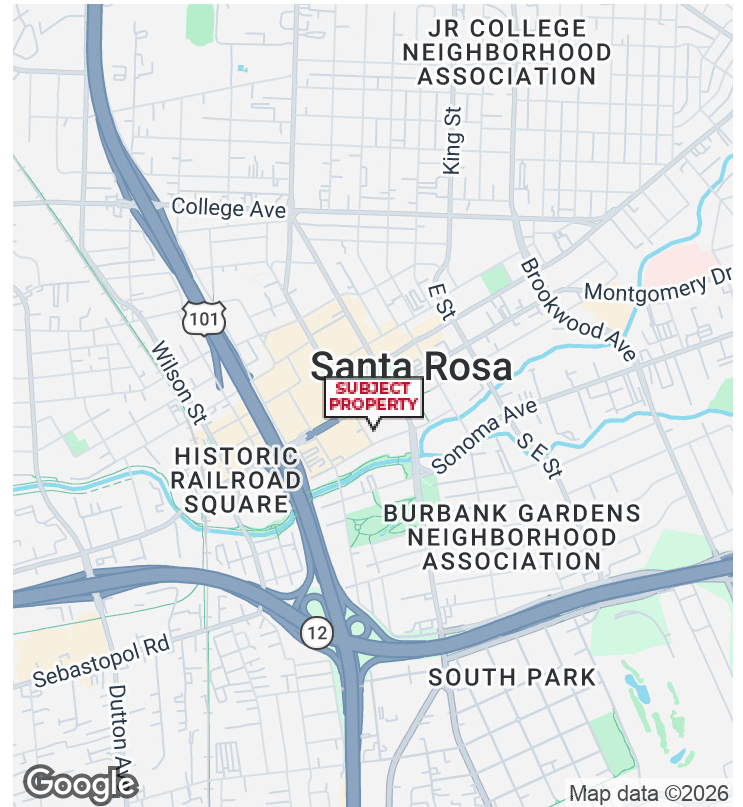 JR COLLEGE
NEIGHBORHOOD
ASSOCIATION
King St
College Ave
Brookwood Ave
Montgomery Dr
E St
101
Wilson St
Santa Rosa
SUBJECT
PROPERTY
Sonoma Ave
S E St
HISTORIC
RAILROAD
SQUARE
BURBANK GARDENS
NEIGHBORHOOD
ASSOCIATION
12
Sebastopol Rd
SOUTH PARK
Dutton Av
Google
Map data ©2026